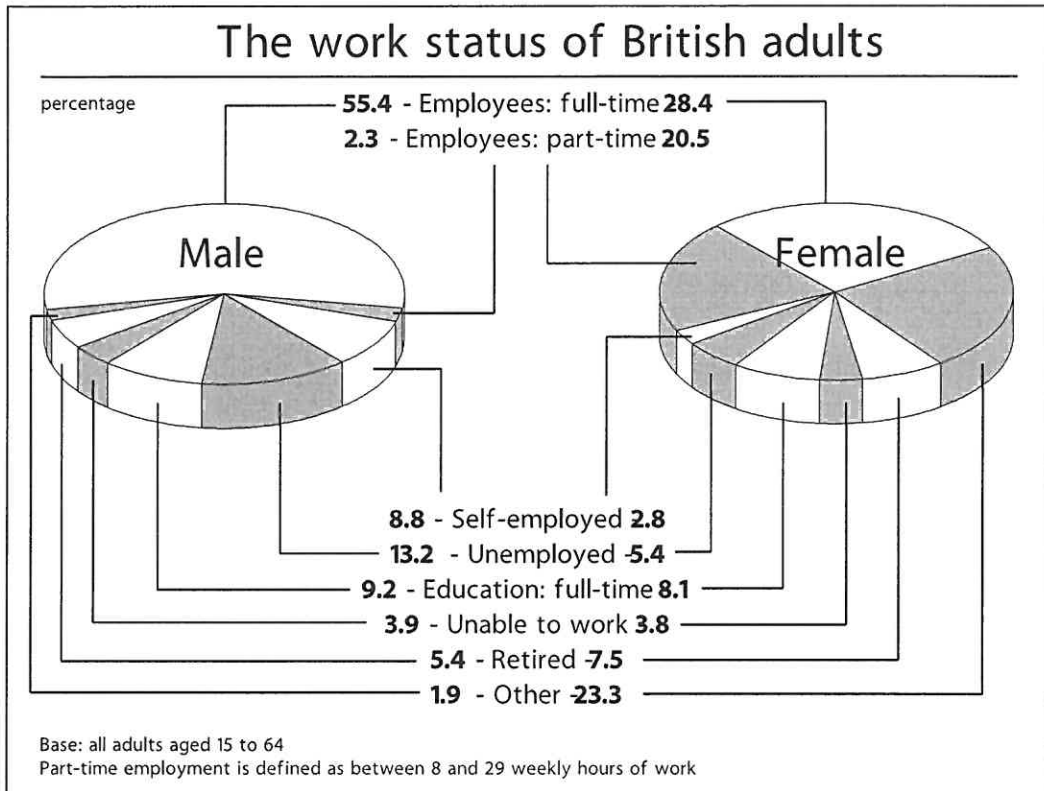 The work status of British adults
percentage
55.4 - Employees: full-time 28.4
2.3 - Employees: part-time 20.5
Male
Female
8.8 - Self-employed 2.8
13.2 - Unemployed -5.4
9.2 - Education: full-time 8.1
3.9 - Unable to work 3.8
5.4 - Retired -7.5
1.9 - Other -23.3
Base: all adults aged 15 to 64
Part-time employment is defined as between 8 and 29 weekly hours of work